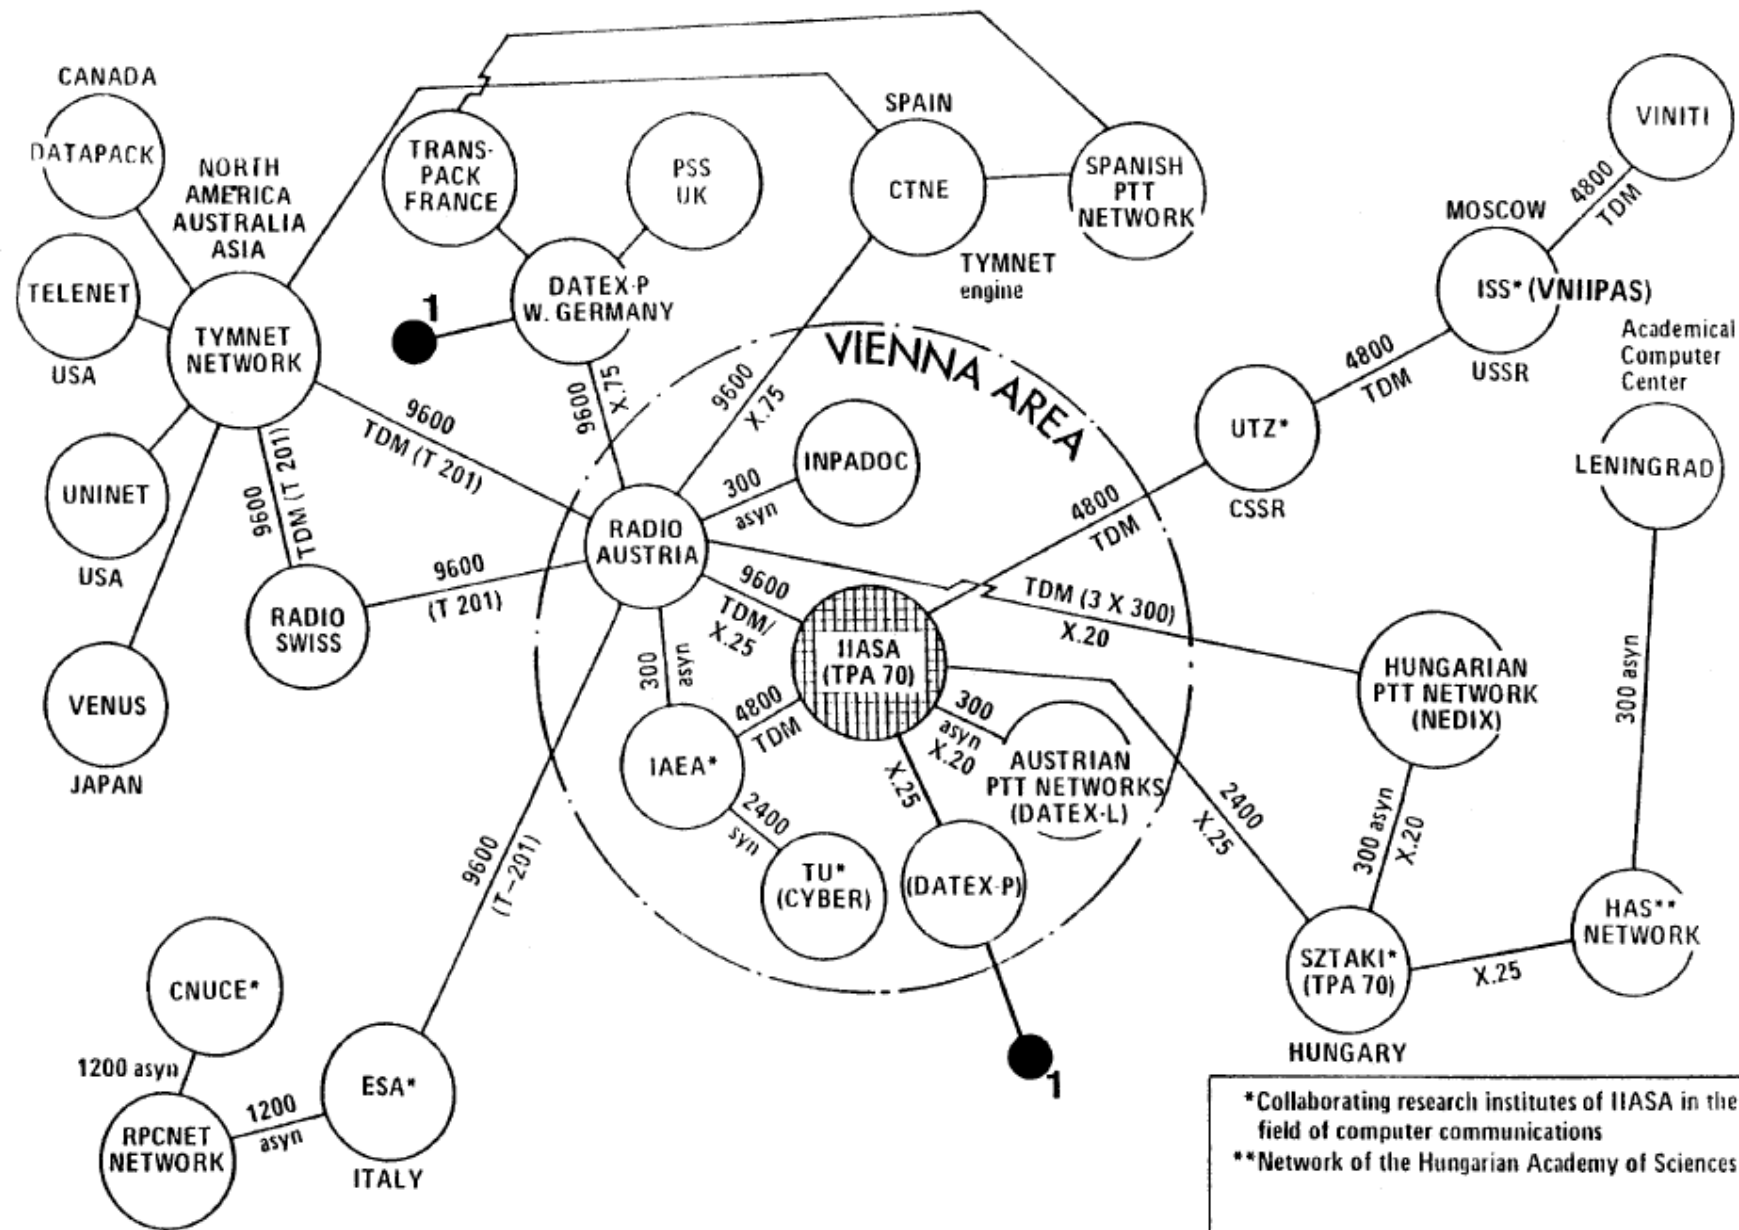 CANADA
DATAPACK
NORTH
AMERICA
AUSTRALIA
ASIA
TELENET
USA
TYMNET
NETWORK
UNINET
USA
VENUS
JAPAN
TRANS-
PACK
FRANCE
PSS
UK
DATEX-P
W. GERMANY
1
SPAIN
CTNE
TYMNET
engine
SPANISH
PTT
NETWORK
VINITI
4800
TDM
MOSCOW
ISS* (VNIIPAS)
USSR
4800
TDM
UTZ*
CSSR
4800
TDM
Academical
Computer
Center
LENINGRAD
300 asyn
VIENNA AREA
9600
X.75
9600
X.75
9600
TDM (T 201)
9600
TDM (T 201)
RADIO
SWISS
9600
(T 201)
RADIO
AUSTRIA
300
asyn
INPADOC
9600
TDM/
X.25
TDM (3 X 300)
X.20
IIASA
(TPA 70)
300
asyn
4800
TDM
IAEA*
2400
syn
TU*
(CYBER)
X.25
(DATEX-P)
1
300
asyn
X.20
AUSTRIAN
PTT NETWORKS
(DATEX-L)
2400
X.25
HUNGARIAN
PTT NETWORK
(NEDIX)
300 asyn
X.20
SZTAKI*
(TPA 70)
HUNGARY
X.25
HAS**
NETWORK
9600
(T-201)
CNUCE*
1200 asyn
RPCNET
NETWORK
1200
asyn
ESA*
ITALY
*Collaborating research institutes of IIASA in the
field of computer communications
**Network of the Hungarian Academy of Sciences